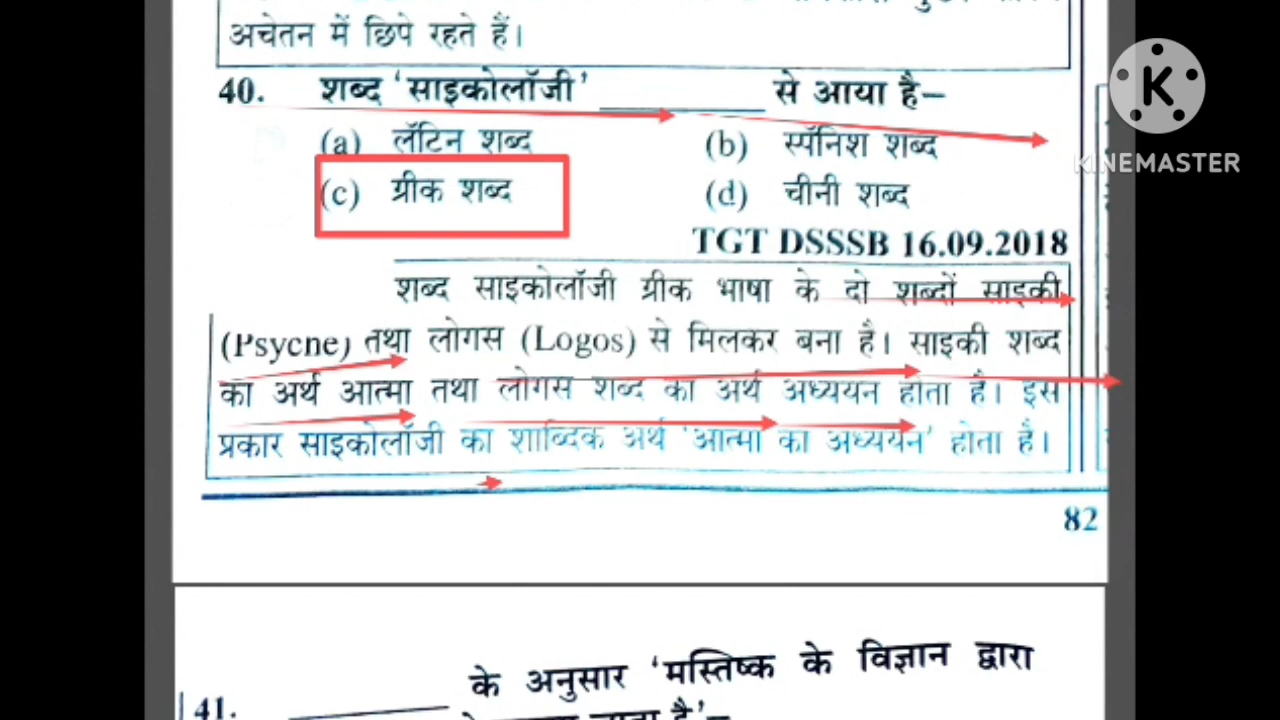 अचेतन में छिपे रहते हैं।
40. शब्द 'साइकोलॉजी' ________ से आया है–
(a) लॅटिन शब्द (b) स्पॅनिश शब्द
(c) ग्रीक शब्द (d) चीनी शब्द
TGT DSSSB 16.09.2018
शब्द साइकोलॉजी ग्रीक भाषा के दो शब्दों साइकी
(Psyche) तथा लोगस (Logos) से मिलकर बना है। साइकी शब्द
का अर्थ आत्मा तथा लोगस शब्द का अर्थ अध्ययन होता है। इस
प्रकार साइकोलॉजी का शाब्दिक अर्थ 'आत्मा का अध्ययन' होता है।
82
41. ________ के अनुसार 'मस्तिष्क के विज्ञान द्वारा
K
KINEMASTER